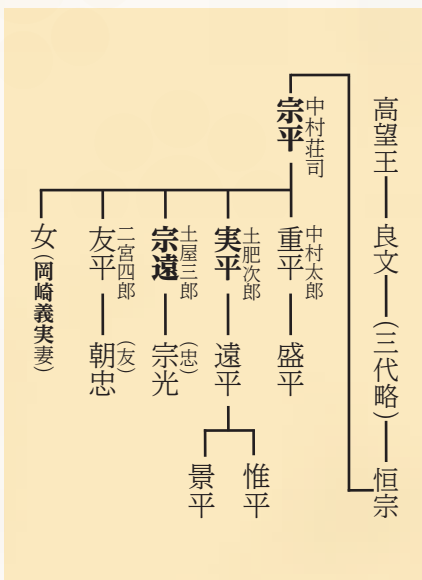 高望王
良文
（三代略）
恒宗
中村荘司
宗平
中村太郎
重平
盛平
土肥次郎
実平
遠平
惟平
景平
土屋三郎
宗遠
（忠）
宗光
二宮四郎
友平
（友）
朝忠
女（岡崎義実妻）